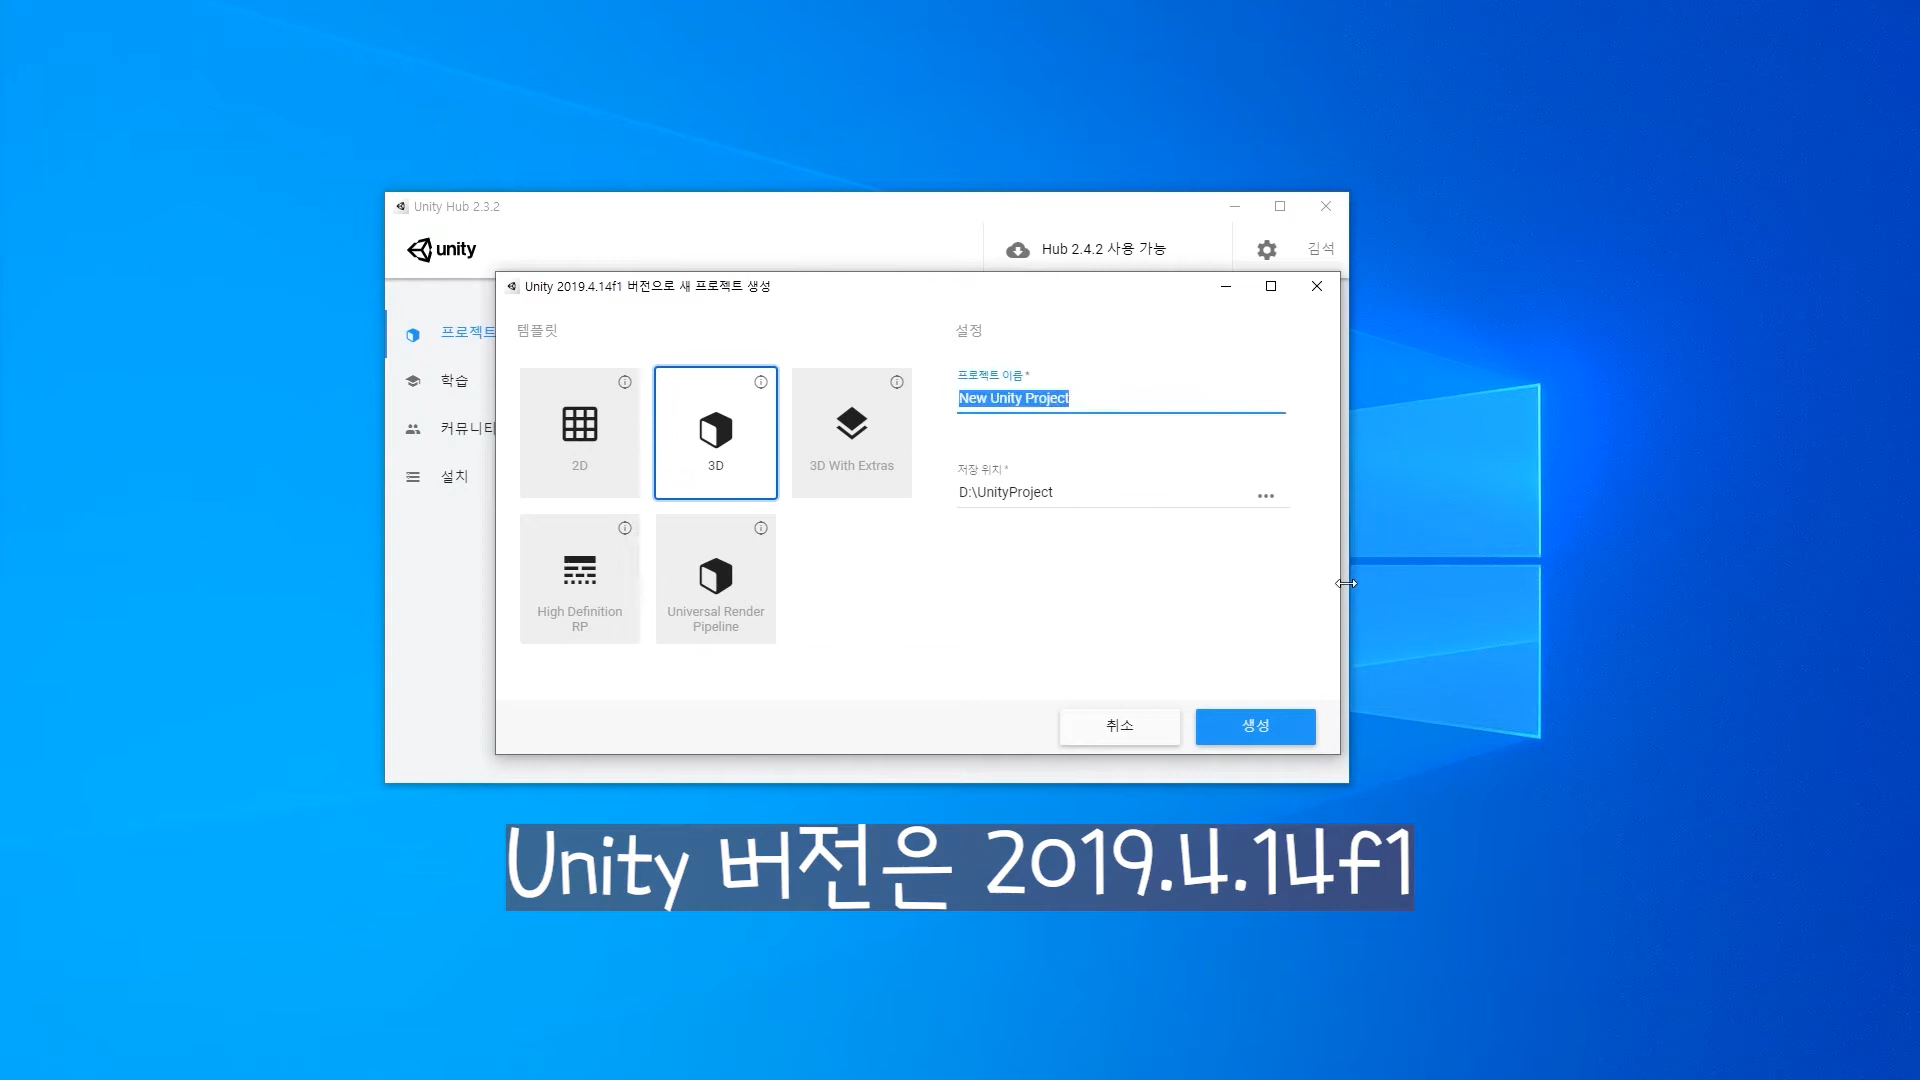 Unity Hub 2.3.2
unity
Hub 2.4.2 사용 가능
김석
Unity 2019.4.14f1 버전으로 새 프로젝트 생성
프로젝트
학습
커뮤니티
설치
템플릿
2D
3D
3D With Extras
High Definition
RP
Universal Render
Pipeline
설정
프로젝트 이름 *
New Unity Project
저장 위치 *
D:\UnityProject
취소
생성
Unity 버전은 2019.4.14f1